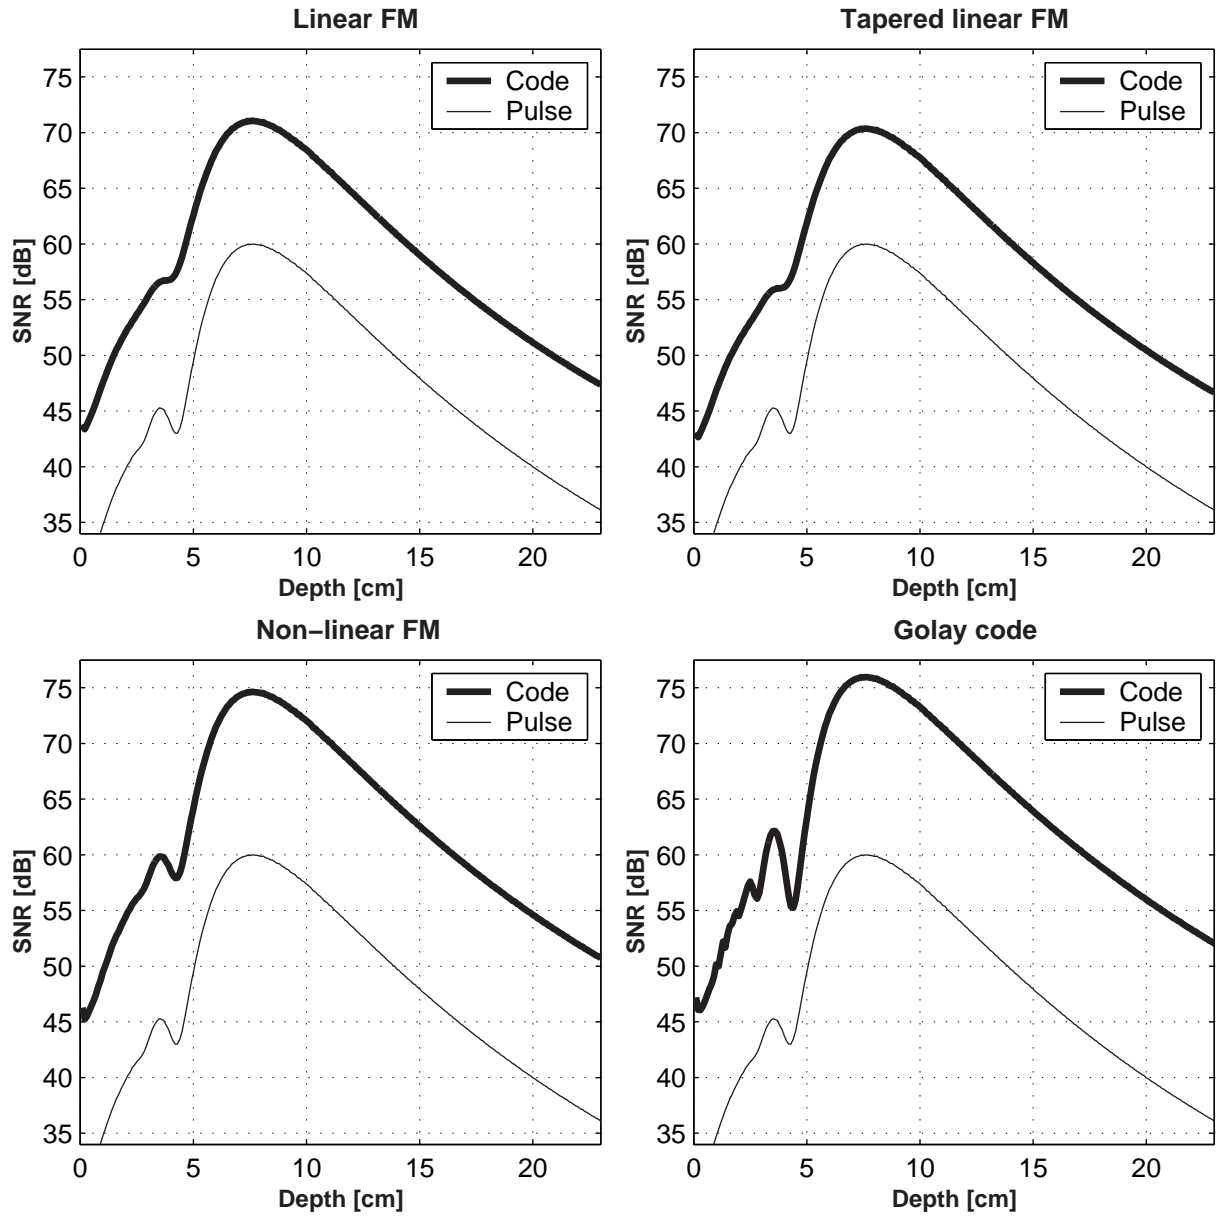 Linear FM
75
70
65
60
55
50
45
40
35
SNR [dB]
Code
Pulse
0 5 10 15 20
Depth [cm]
Tapered linear FM
75
70
65
60
55
50
45
40
35
SNR [dB]
Code
Pulse
0 5 10 15 20
Depth [cm]
Non−linear FM
75
70
65
60
55
50
45
40
35
SNR [dB]
Code
Pulse
0 5 10 15 20
Depth [cm]
Golay code
75
70
65
60
55
50
45
40
35
SNR [dB]
Code
Pulse
0 5 10 15 20
Depth [cm]